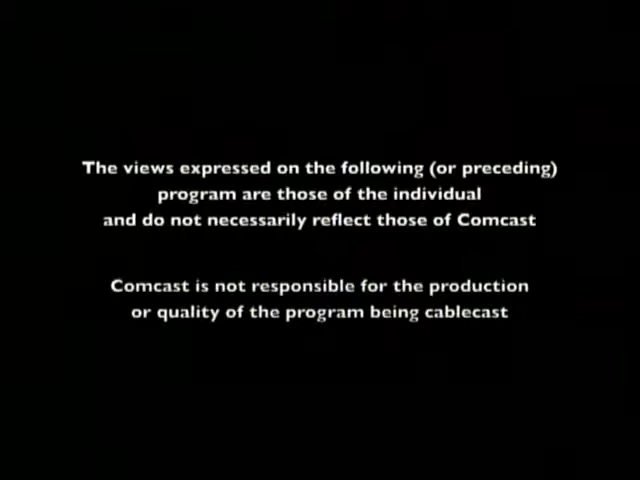 The views expressed on the following (or preceding)
program are those of the individual
and do not necessarily reflect those of Comcast
Comcast is not responsible for the production
or quality of the program being cablecast